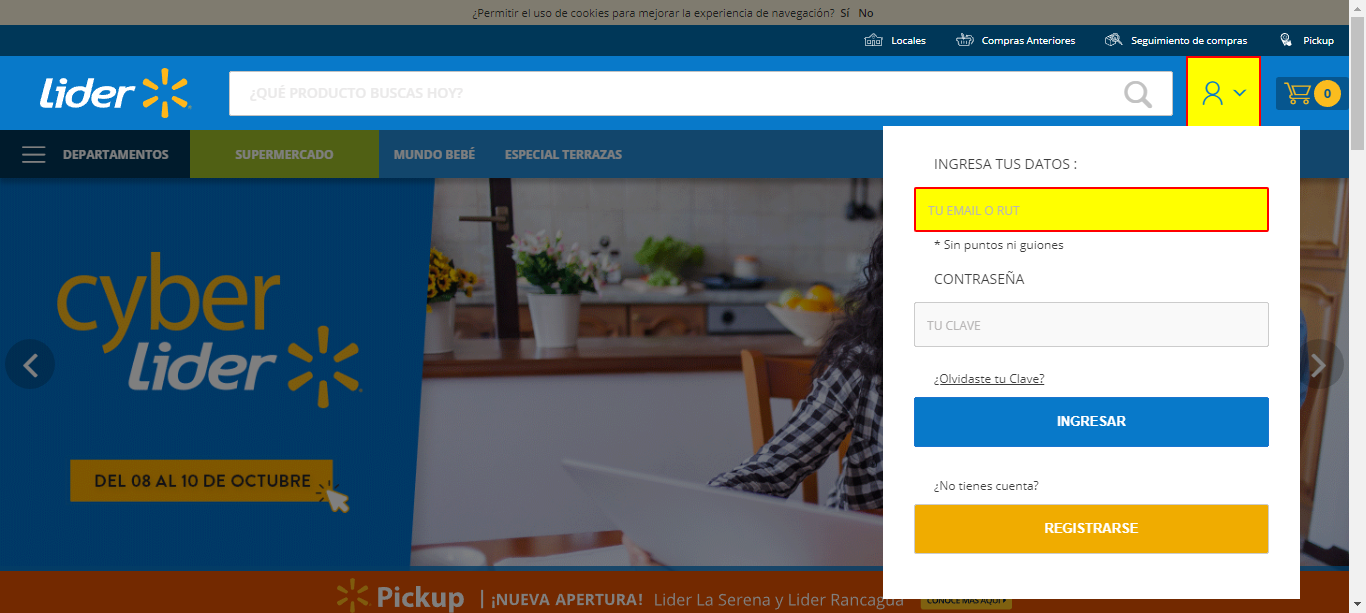 ¿Permitir el uso de cookies para mejorar la experiencia de navegación? Sí No
Locales Compras Anteriores Seguimiento de compras Pickup
Lider ¿QUÉ PRODUCTO BUSCAS HOY? 0
DEPARTAMENTOS SUPERMERCADO MUNDO BEBÉ ESPECIAL TERRAZAS
INGRESA TUS DATOS :
TU EMAIL O RUT
* Sin puntos ni guiones
CONTRASEÑA
TU CLAVE
¿Olvidaste tu Clave?
INGRESAR
¿No tienes cuenta?
REGISTRARSE
cyber
lider
DEL 08 AL 10 DE OCTUBRE
Pickup | ¡NUEVA APERTURA! Lider La Serena y Lider Rancagua CONOCE MÁS AQUÍ